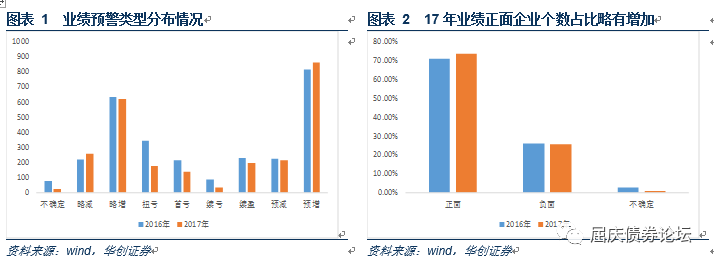 图表 1 业绩预警类型分布情况
1000
900
800
700
600
500
400
300
200
100
0
不确定 略减 略增 扭亏 首亏 续亏 续盈 预减 预增
2016年 2017年
资料来源：wind，华创证券
图表 2 17 年业绩正面企业个数占比略有增加
80.00%
70.00%
60.00%
50.00%
40.00%
30.00%
20.00%
10.00%
0.00%
正面 负面 不确定
2016年 2017年
资料来源：wind，华创证券
屈庆债券论坛